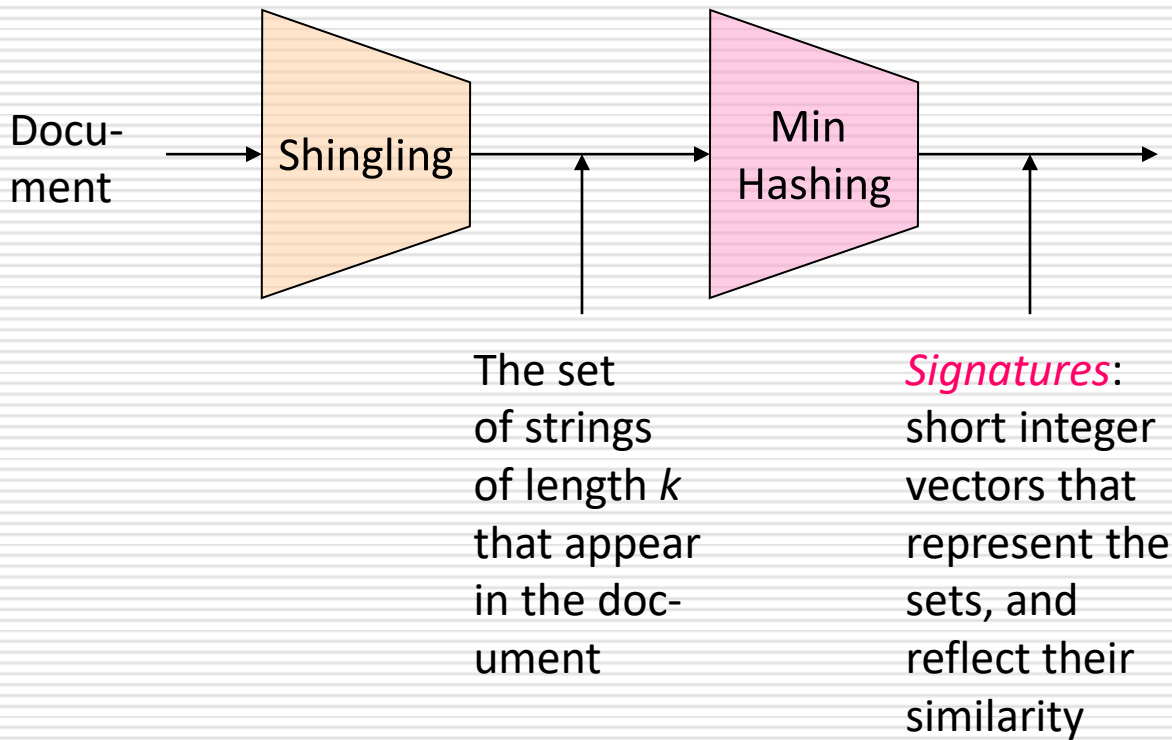 Docu-
ment
Shingling
Min
Hashing
The set
of strings
of length k
that appear
in the doc-
ument
Signatures:
short integer
vectors that
represent the
sets, and
reflect their
similarity